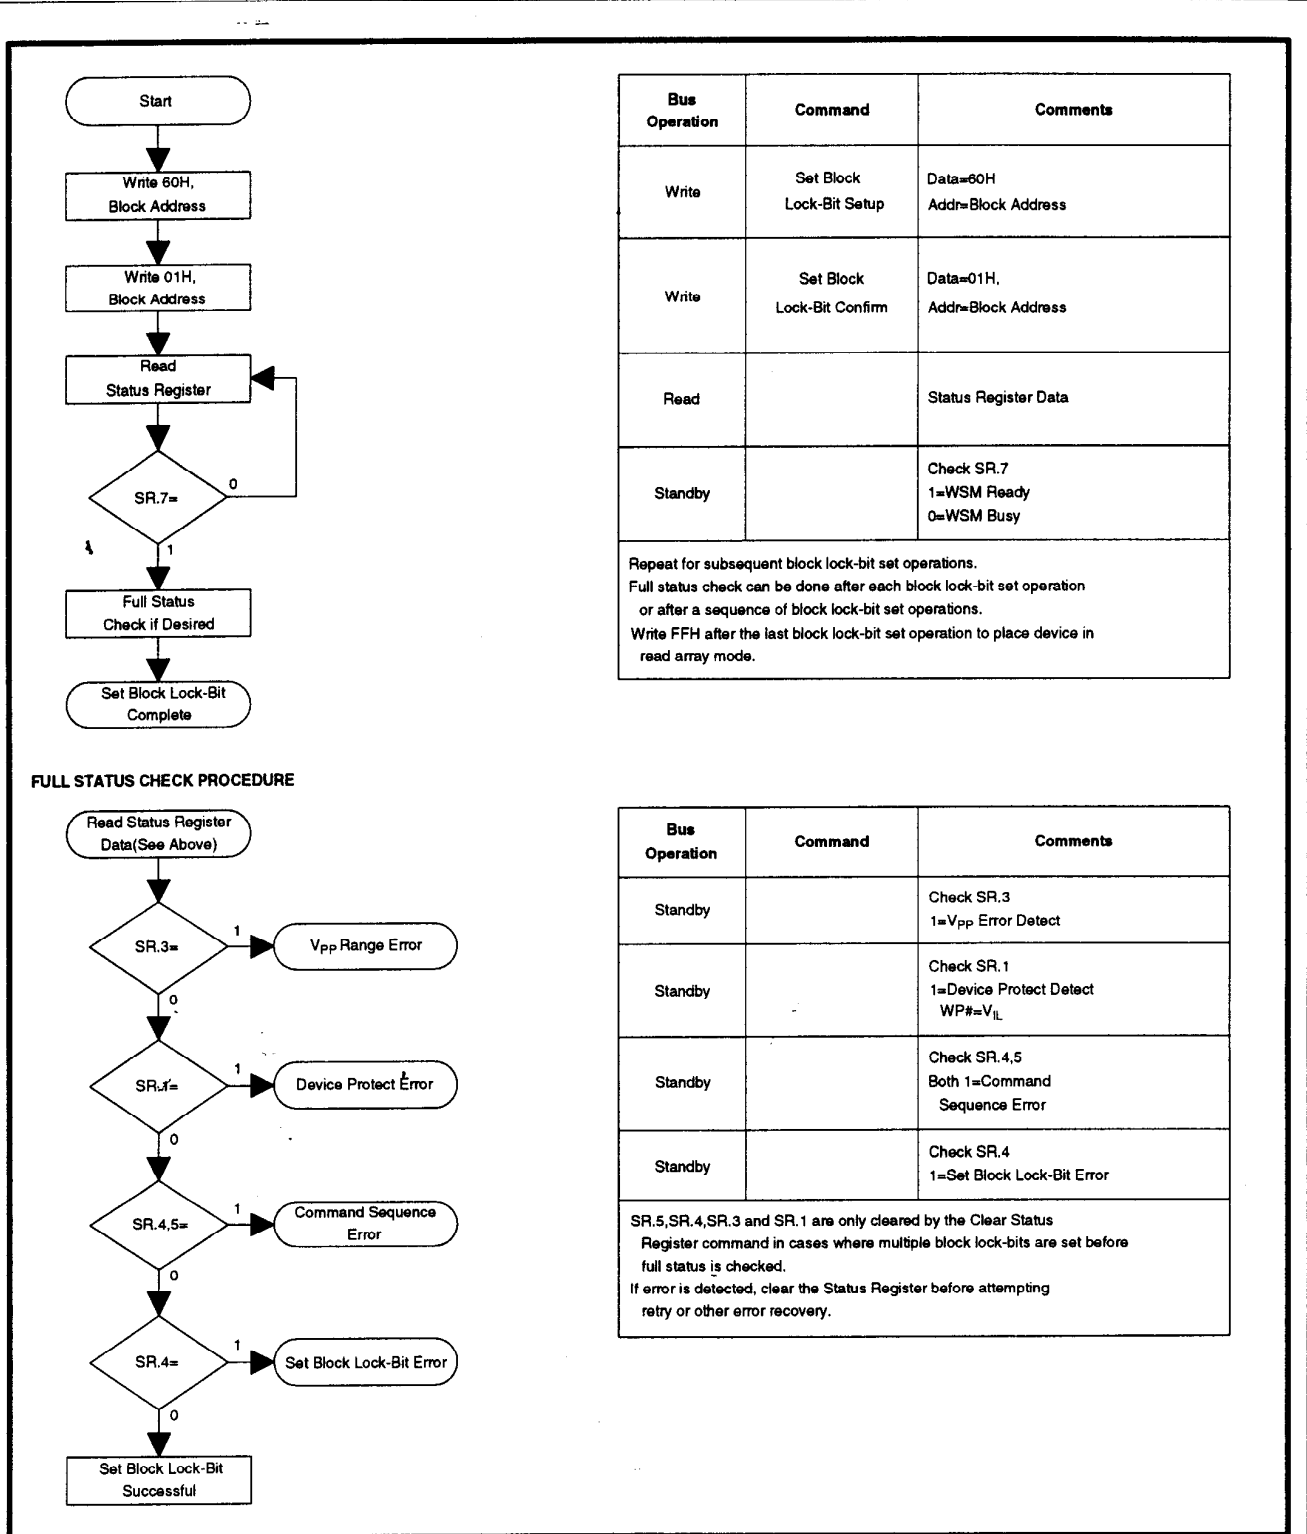 Start
Write 60H,
Block Address
Write 01H,
Block Address
Read
Status Register
SR.7=
0
1
Full Status
Check if Desired
Set Block Lock-Bit
Complete
Bus
Operation
Command
Comments
Write
Set Block
Lock-Bit Setup
Data=60H
Addr=Block Address
Write
Set Block
Lock-Bit Confirm
Data=01H,
Addr=Block Address
Read
Status Register Data
Standby
Check SR.7
1=WSM Ready
0=WSM Busy
Repeat for subsequent block lock-bit set operations.
Full status check can be done after each block lock-bit set operation
or after a sequence of block lock-bit set operations.
Write FFH after the last block lock-bit set operation to place device in
read array mode.
FULL STATUS CHECK PROCEDURE
Read Status Register
Data(See Above)
SR.3=
1
VPP Range Error
0
SR.1=
1
Device Protect Error
0
SR.4,5=
1
Command Sequence
Error
0
SR.4=
1
Set Block Lock-Bit Error
0
Set Block Lock-Bit
Successful
Bus
Operation
Command
Comments
Standby
Check SR.3
1=VPP Error Detect
Standby
Check SR.1
1=Device Protect Detect
WP#=VIL
Standby
Check SR.4,5
Both 1=Command
Sequence Error
Standby
Check SR.4
1=Set Block Lock-Bit Error
SR.5,SR.4,SR.3 and SR.1 are only cleared by the Clear Status
Register command in cases where multiple block lock-bits are set before
full status is checked.
If error is detected, clear the Status Register before attempting
retry or other error recovery.